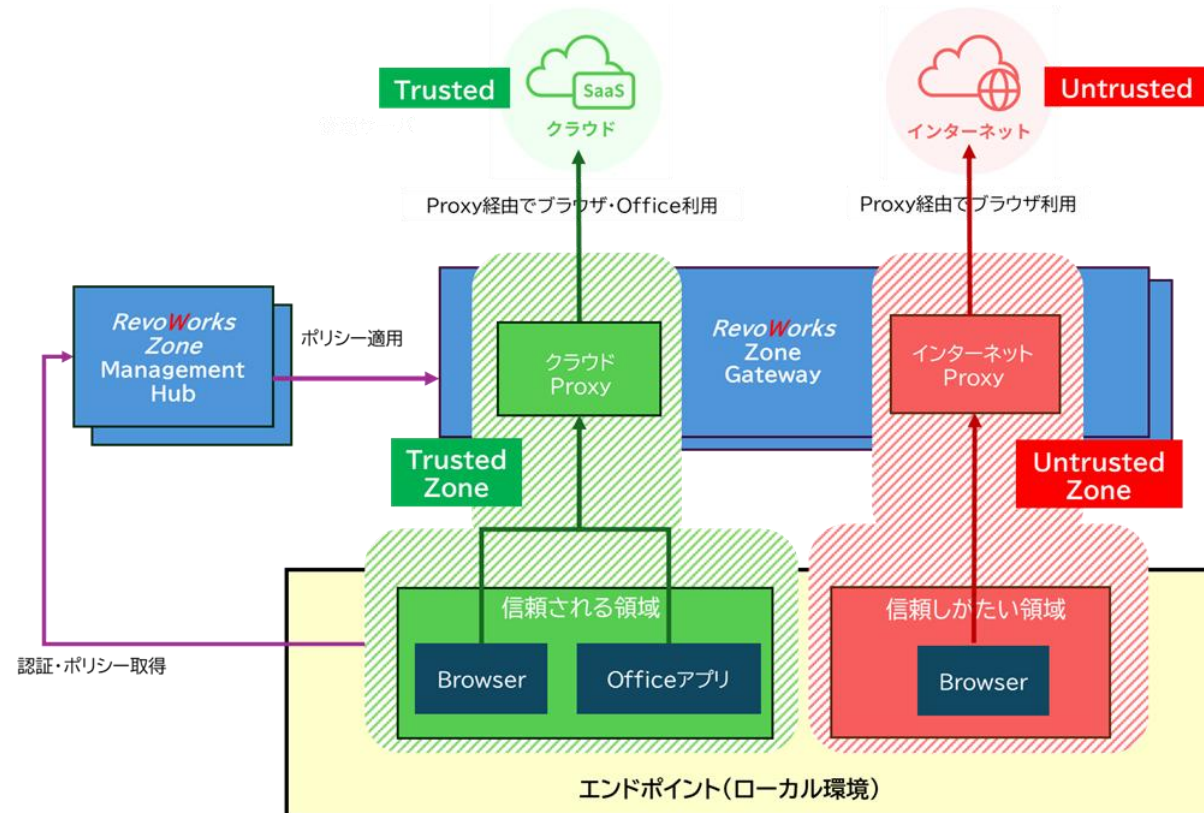 Trusted
SaaS
クラウド
Untrusted
インターネット
Proxy経由でブラウザ・Office利用
Proxy経由でブラウザ利用
RevoWorks
Zone
Management
Hub
ポリシー適用
クラウド
Proxy
RevoWorks
Zone
Gateway
インターネット
Proxy
Trusted
Zone
Untrusted
Zone
認証・ポリシー取得
信頼される領域
Browser
Officeアプリ
信頼しがたい領域
Browser
エンドポイント(ローカル環境)